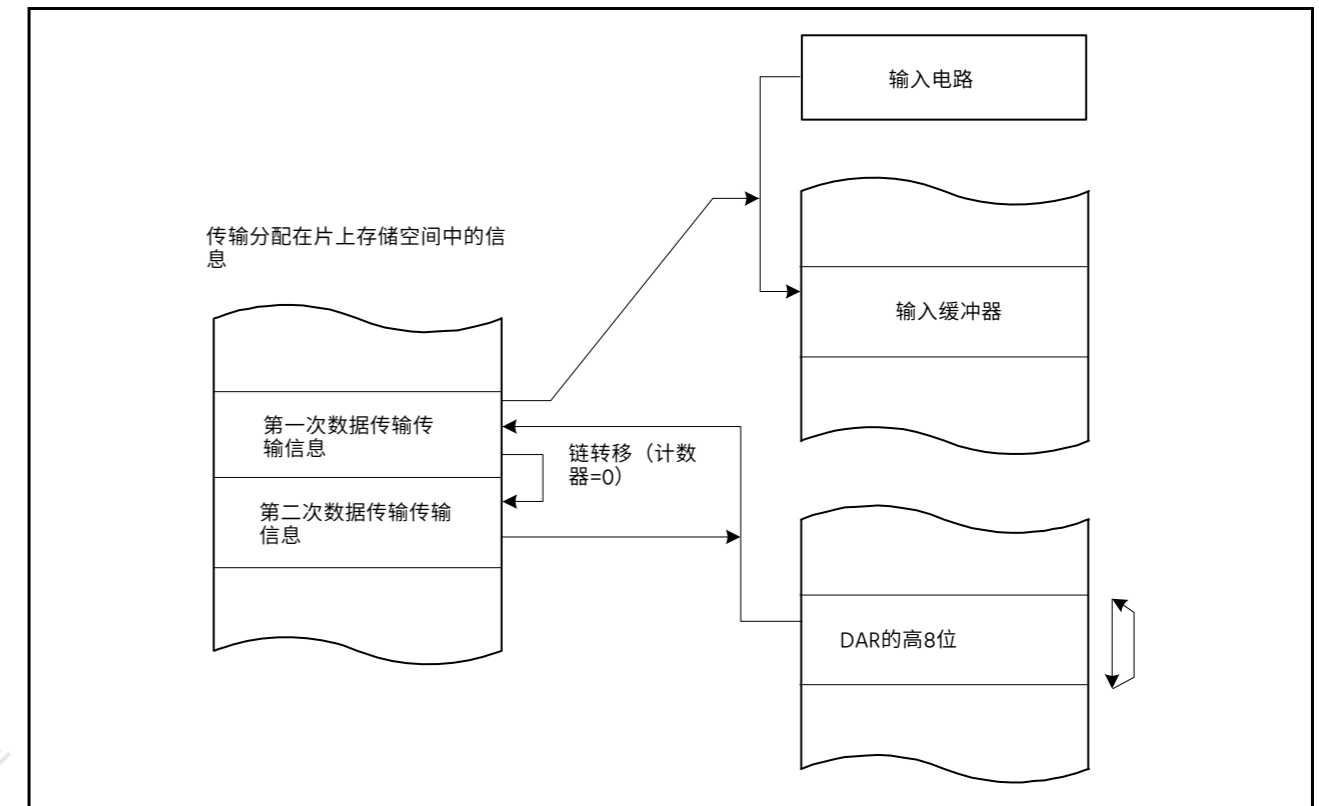 输入电路
传输分配在片上存储空间中的信
息
输入缓冲器
第一次数据传输传
输信息
链转移（计数
器=0）
第二次数据传输传输
信息
DAR的高8位